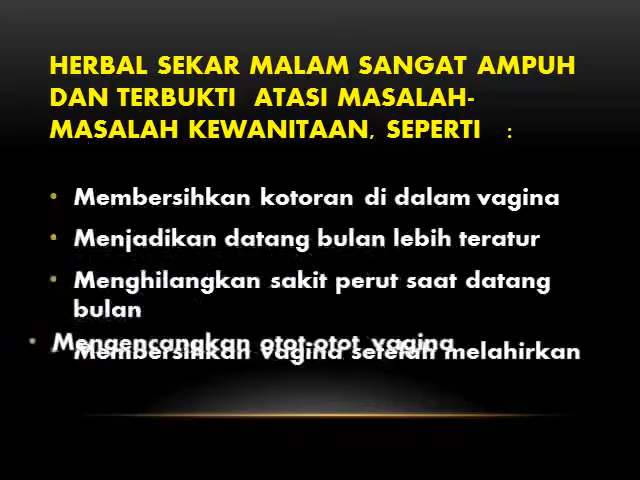 HERBAL SEKAR MALAM SANGAT AMPUH
DAN TERBUKTI ATASI MASALAH-
MASALAH KEWANITAAN, SEPERTI :
• Membersihkan kotoran di dalam vagina
• Menjadikan datang bulan lebih teratur
• Menghilangkan sakit perut saat datang
bulan
• Mengencangkan otot-otot vagina
Membersihkan vagina setelah melahirkan